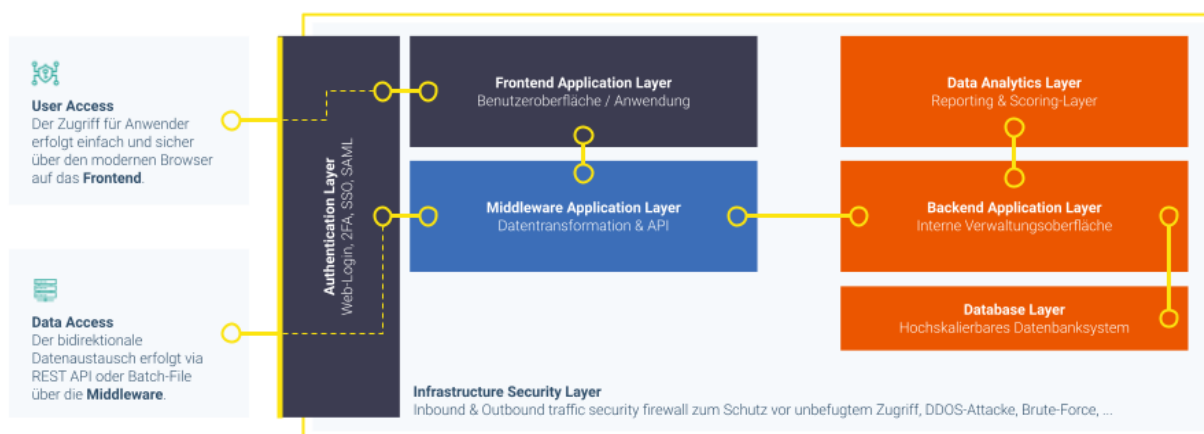 User Access
Der Zugriff für Anwender
erfolgt einfach und sicher
über den modernen Browser
auf das Frontend.
Data Access
Der bidirektionale
Datenaustausch erfolgt via
REST API oder Batch-File
über die Middleware.
Authentication Layer
Web-Login, 2FA, SSO, SAML
Frontend Application Layer
Benutzeroberfläche / Anwendung
Middleware Application Layer
Datentransformation & API
Data Analytics Layer
Reporting & Scoring-Layer
Backend Application Layer
Interne Verwaltungsoberfläche
Database Layer
Hochskalierbares Datenbanksystem
Infrastructure Security Layer
Inbound & Outbound traffic security firewall zum Schutz vor unbefugtem Zugriff, DDOS-Attacke, Brute-Force, ...